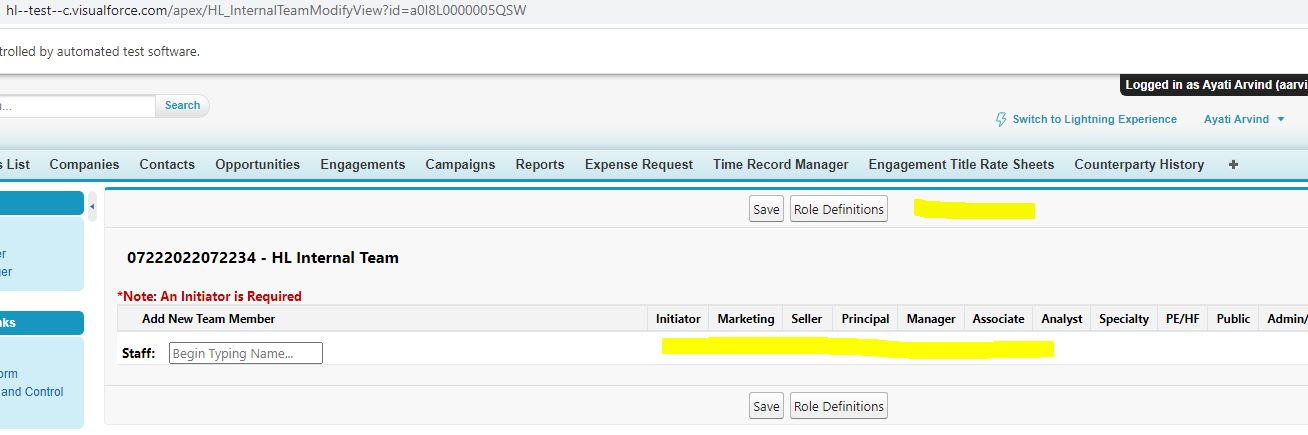 hl--test--c.visualforce.com/apex/HL_InternalTeamModifyView?id=a0I8L0000005QSW
trolled by automated test software.
Logged in as Ayati Arvind (aarvi
Search
Switch to Lightning Experience Ayati Arvind
s List Companies Contacts Opportunities Engagements Campaigns Reports Expense Request Time Record Manager Engagement Title Rate Sheets Counterparty History +
Save Role Definitions
er
ger
07222022072234 - HL Internal Team
*Note: An Initiator is Required
nks
Add New Team Member Initiator Marketing Seller Principal Manager Associate Analyst Specialty PE/HF Public Admin/
Staff: Begin Typing Name...
orm
and Control
Save Role Definitions